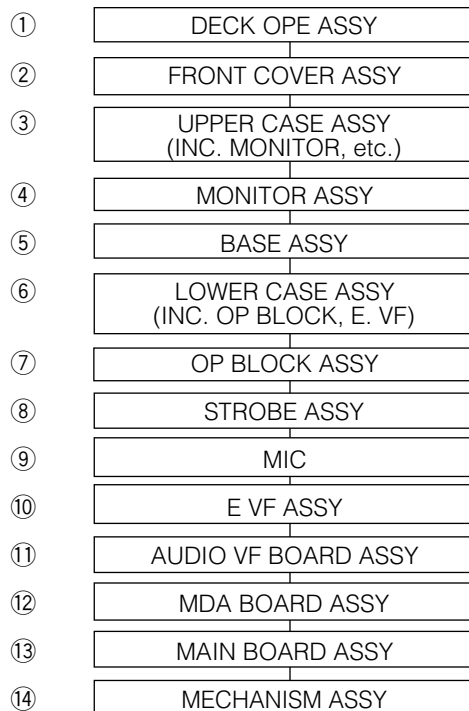 ① DECK OPE ASSY
② FRONT COVER ASSY
③ UPPER CASE ASSY
(INC. MONITOR, etc.)
④ MONITOR ASSY
⑤ BASE ASSY
⑥ LOWER CASE ASSY
(INC. OP BLOCK, E. VF)
⑦ OP BLOCK ASSY
⑧ STROBE ASSY
⑨ MIC
⑩ E VF ASSY
⑪ AUDIO VF BOARD ASSY
⑫ MDA BOARD ASSY
⑬ MAIN BOARD ASSY
⑭ MECHANISM ASSY